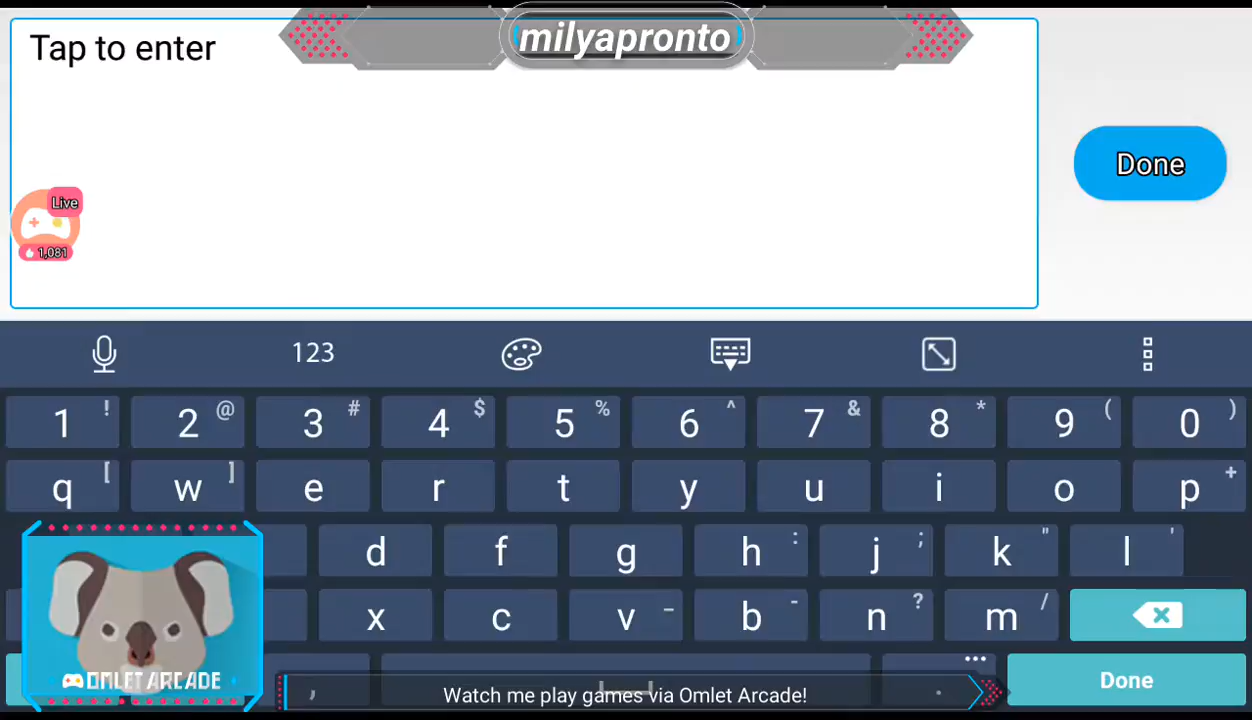 milyapronto
Tap to enter
Done
Live
1,081
123
1 ! 2 @ 3 # 4 $ 5 % 6 ^ 7 & 8 * 9 ( 0 )
q [ w ] e r t y u i o p +
d f g h : j ; k " l '
x c v _ b - n ? m / 
OMLET ARCADE , ... . Done
Watch me play games via Omlet Arcade!